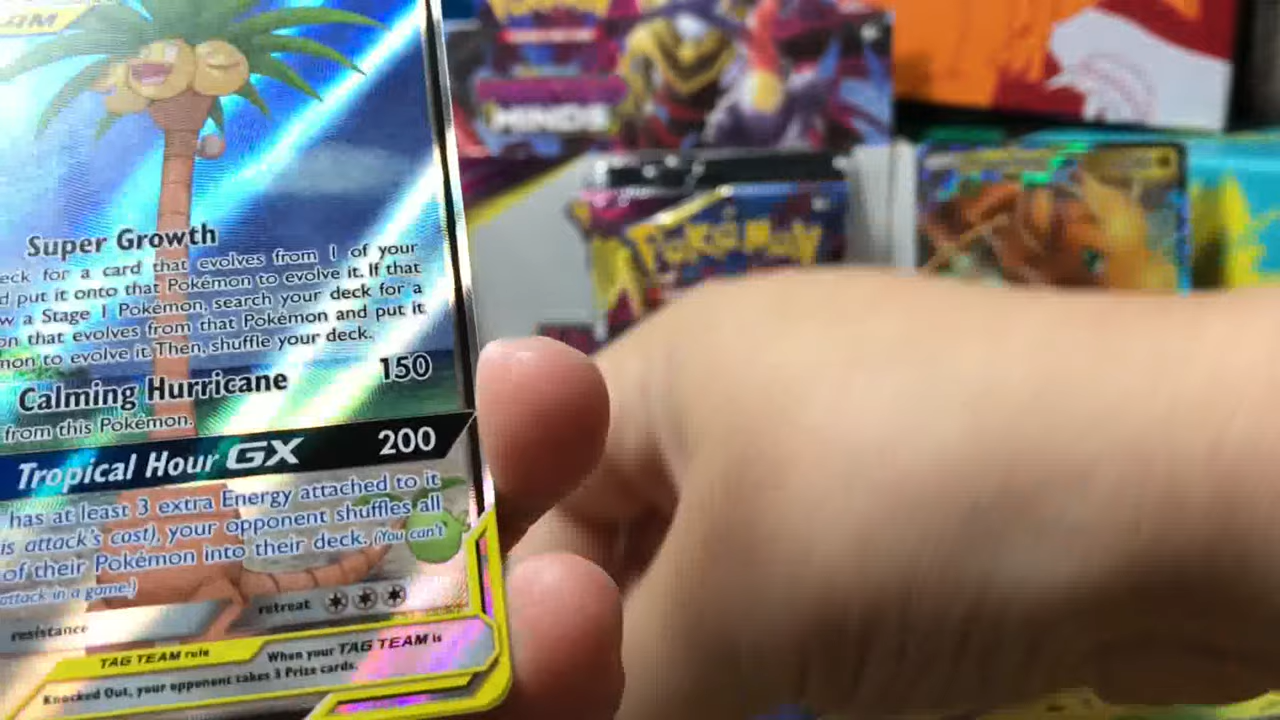 Super Growth
eck for a card that evolves from 1 of your
d put it onto that Pokémon to evolve it. If that
w a Stage 1 Pokémon, search your deck for a
on that evolves from that Pokémon and put it
mon to evolve it. Then, shuffle your deck.
Calming Hurricane 150
from this Pokémon.
Tropical Hour GX 200
has at least 3 extra Energy attached to it
is attack's cost), your opponent shuffles all
of their Pokémon into their deck. (You can't
attack in a game.)
resistance retreat
TAG TEAM rule When your TAG TEAM is
Knocked Out, your opponent takes 3 Prize cards.
MINDS
Pokémon